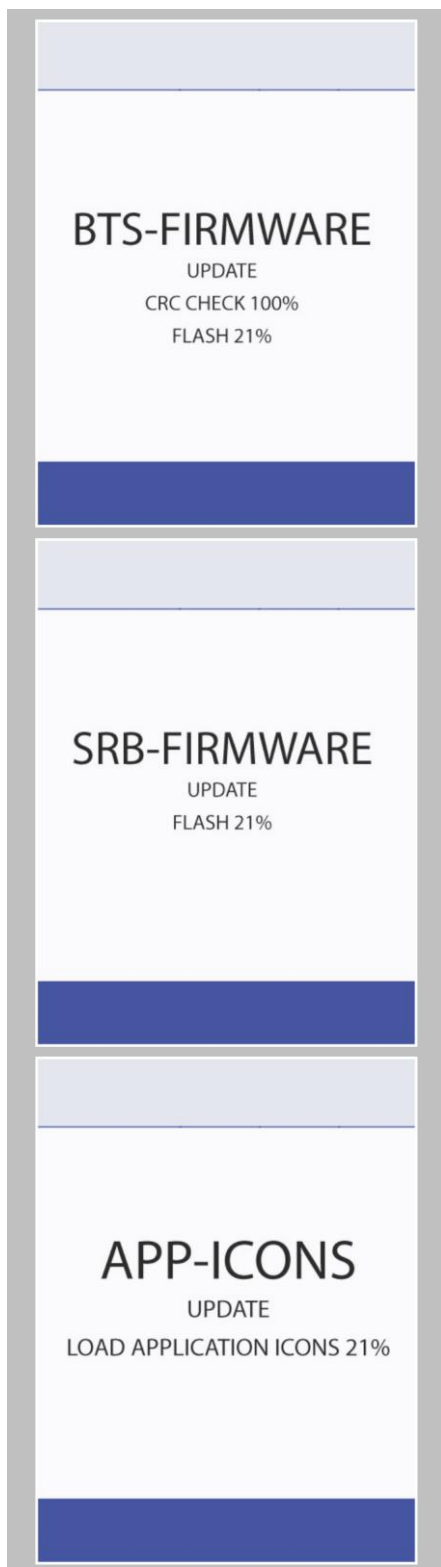 BTS-FIRMWARE
UPDATE
CRC CHECK 100%
FLASH 21%
SRB-FIRMWARE
UPDATE
FLASH 21%
APP-ICONS
UPDATE
LOAD APPLICATION ICONS 21%